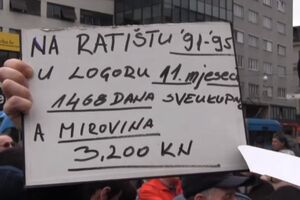 NA RATIŠTU '91-'95
U LOGORU 11. mjeseci
1468 DANA SVEUKUPNO
A MIROVINA
3.200 KN